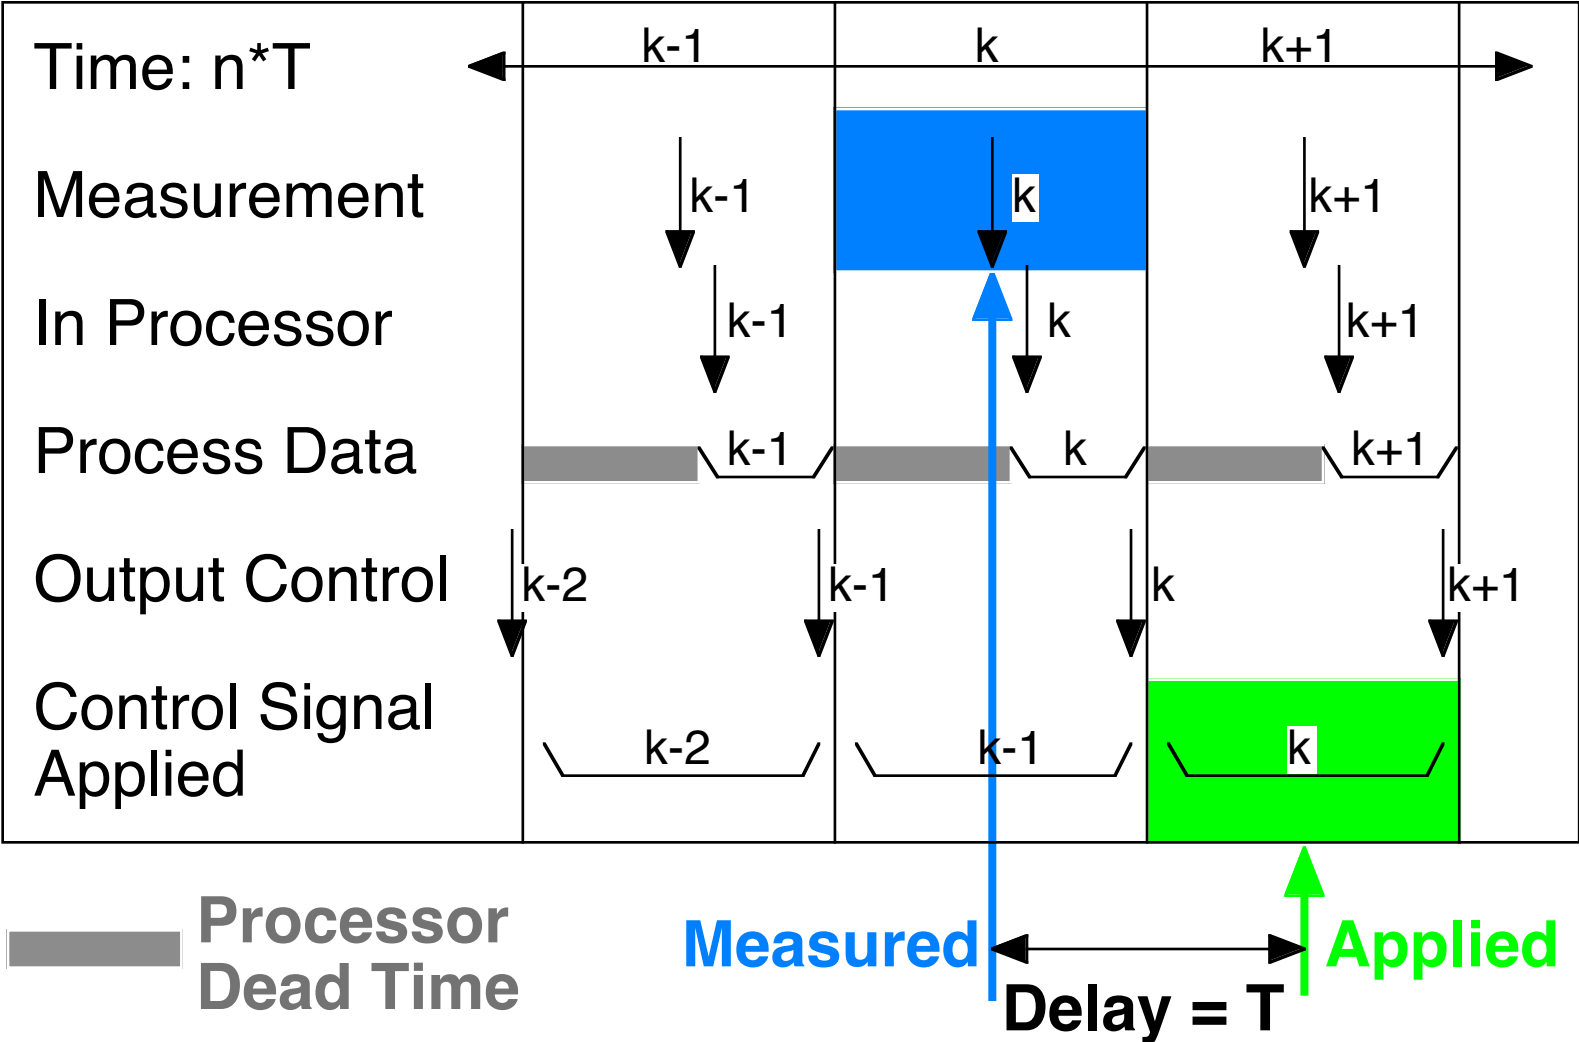 Time: n*T k-1 k k+1
Measurement k-1 k k+1
In Processor k-1 k k+1
Process Data k-1 k k+1
Output Control k-2 k-1 k k+1
Control Signal
Applied k-2 k-1 k
Processor
Dead Time
Measured Applied
Delay = T